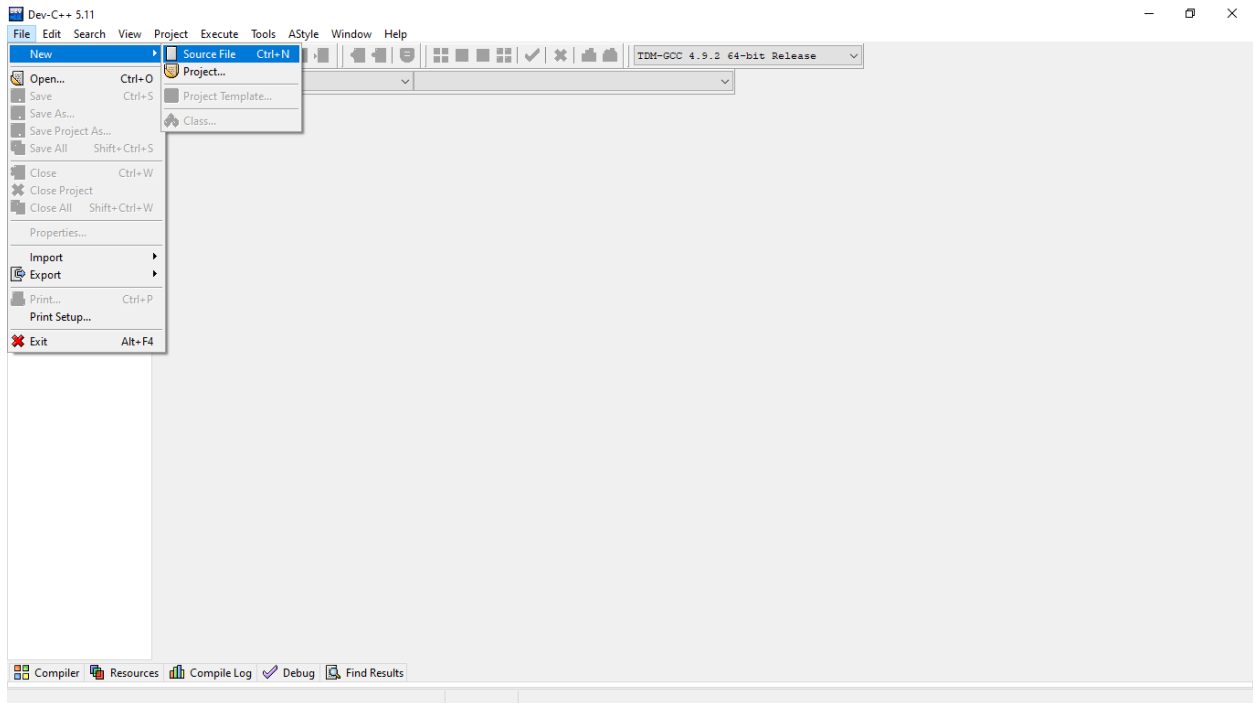 Dev-C++ 5.11
File Edit Search View Project Execute Tools AStyle Window Help
New
Source File Ctrl+N
TDM-GCC 4.9.2 64-bit Release
Project...
Open... Ctrl+O
Save Ctrl+S
Project Template...
Save As...
Class...
Save Project As...
Save All Shift+Ctrl+S
Close Ctrl+W
Close Project
Close All Shift+Ctrl+W
Properties...
Import
Export
Print... Ctrl+P
Print Setup...
Exit Alt+F4
Compiler Resources Compile Log Debug Find Results